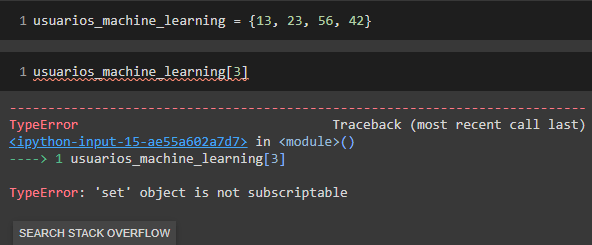 1 usuarios_machine_learning = {13, 23, 56, 42}
1 usuarios_machine_learning[3]
---------------------------------------------------------------------------
TypeError Traceback (most recent call last)
<ipython-input-15-ae55a602a7d7> in <module>()
----> 1 usuarios_machine_learning[3]
TypeError: 'set' object is not subscriptable
SEARCH STACK OVERFLOW